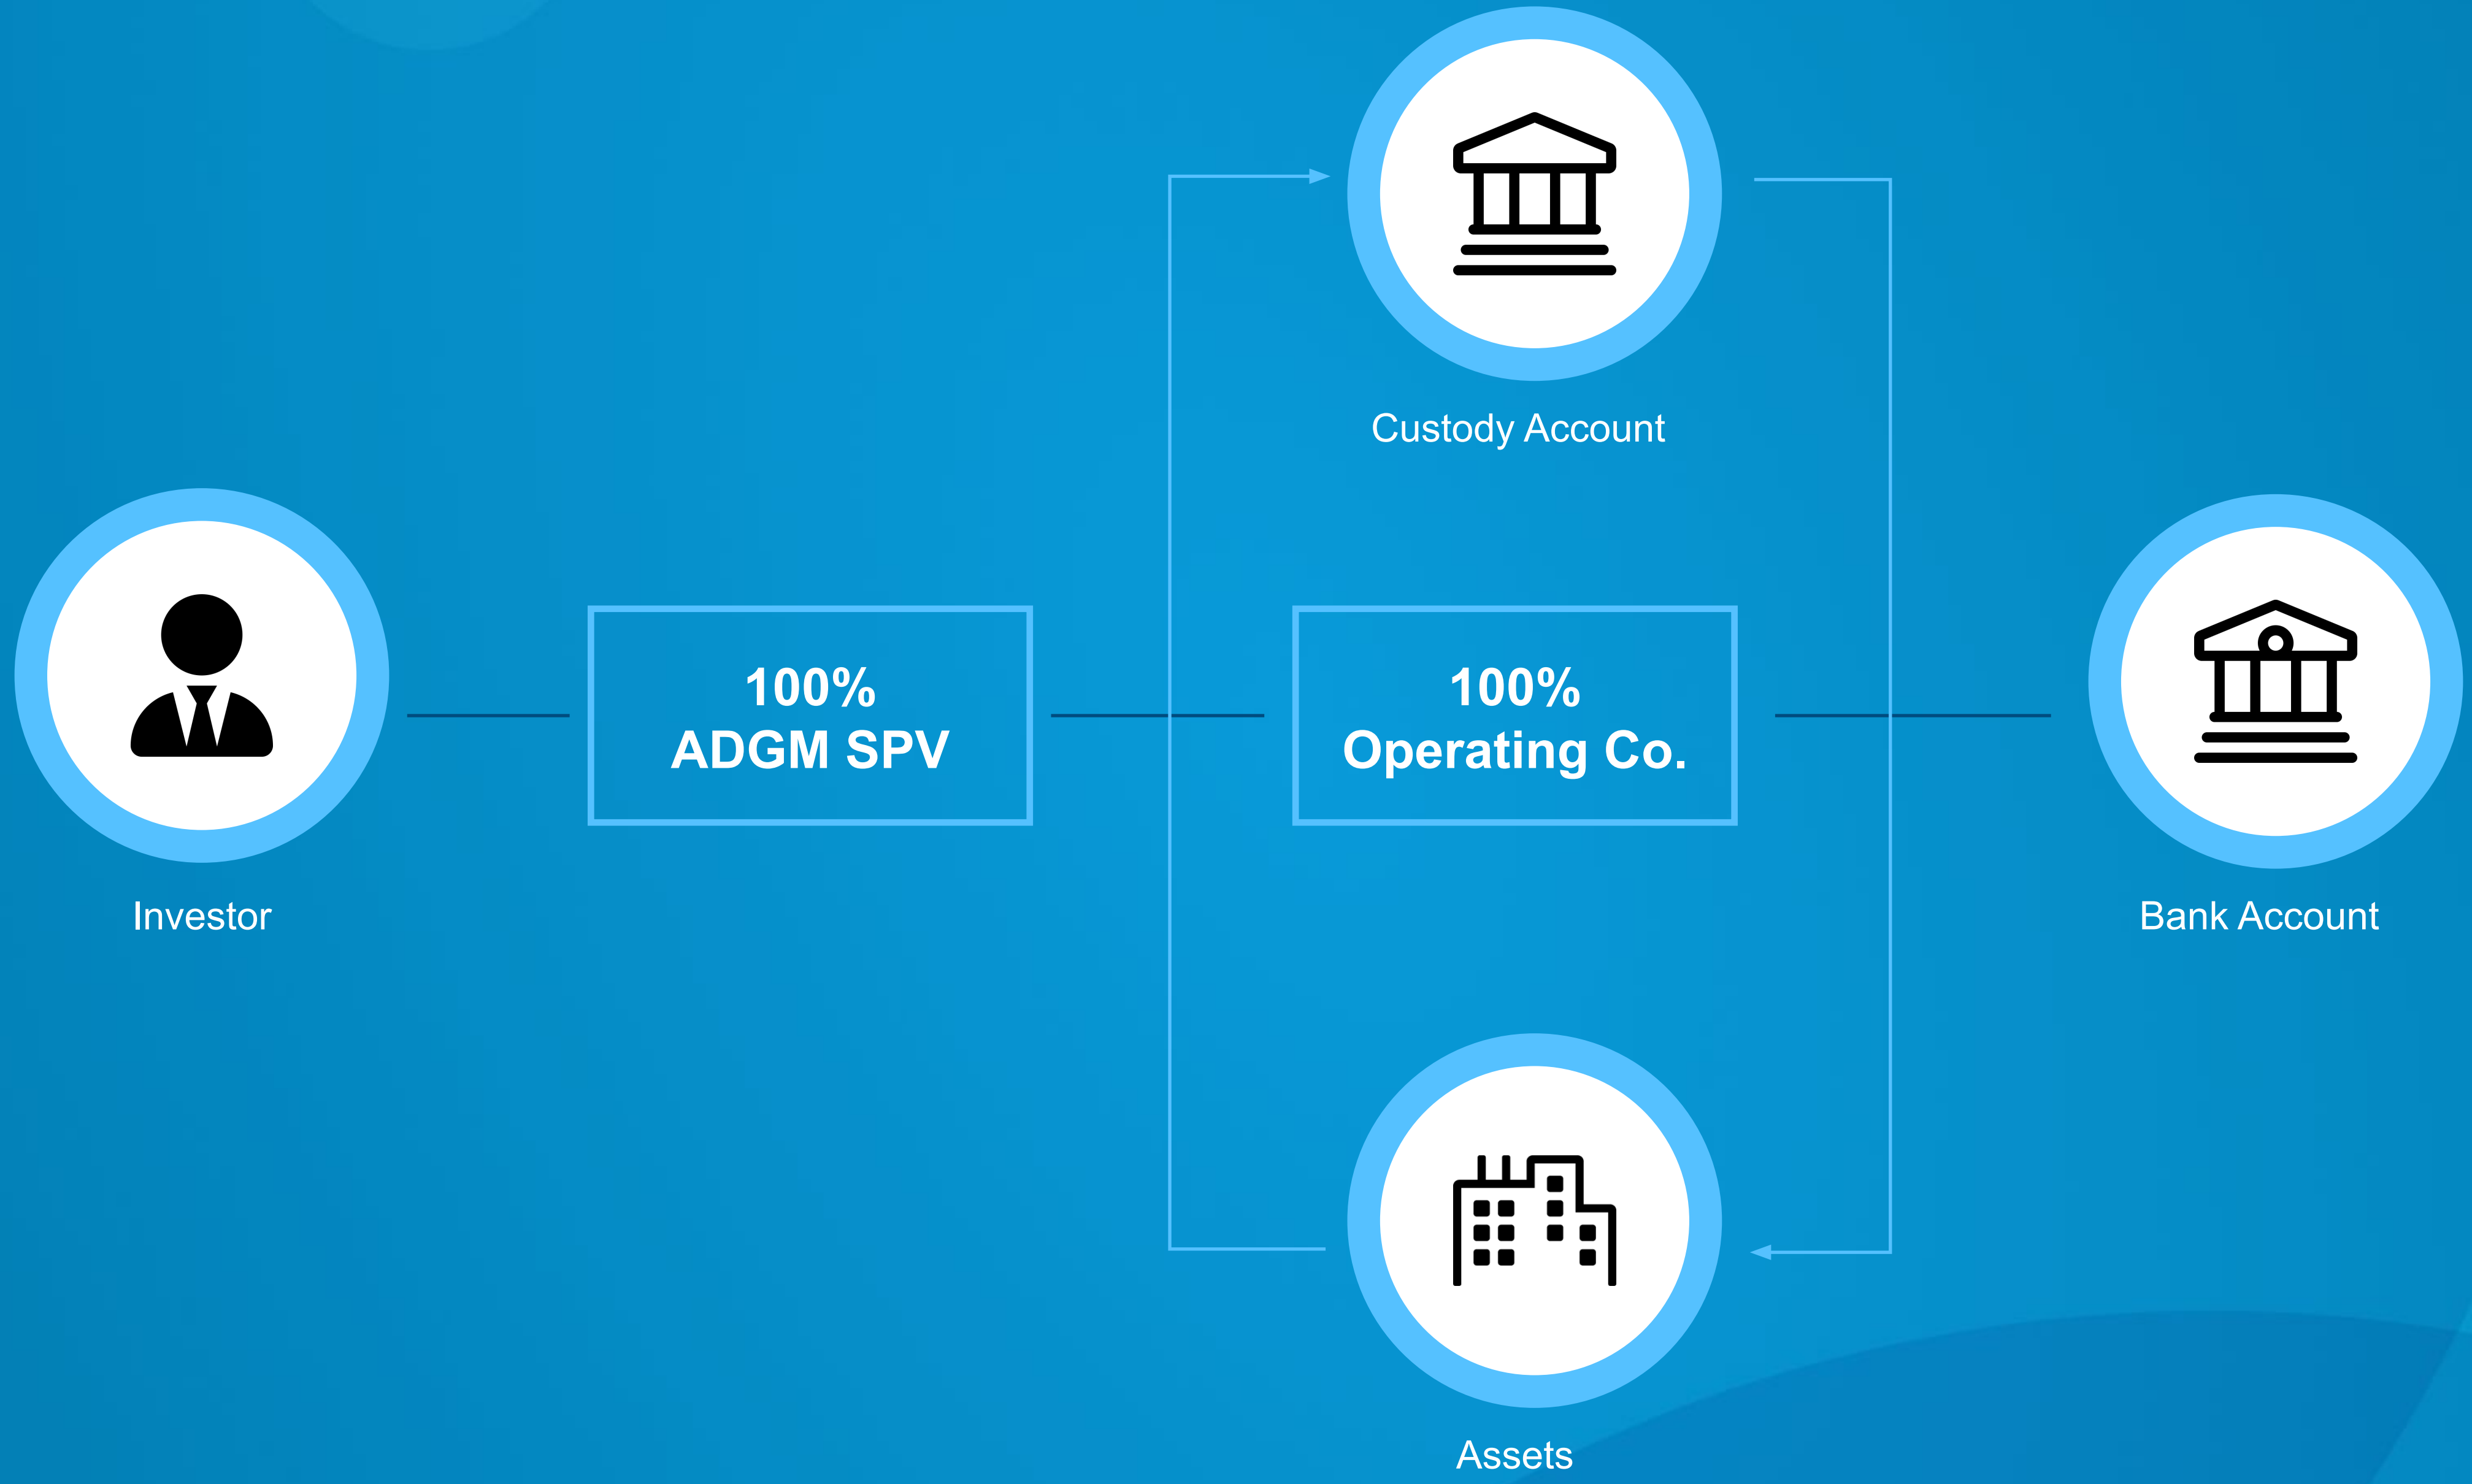 Custody Account
Investor
100%
ADGM SPV
100%
Operating Co.
Bank Account
Assets